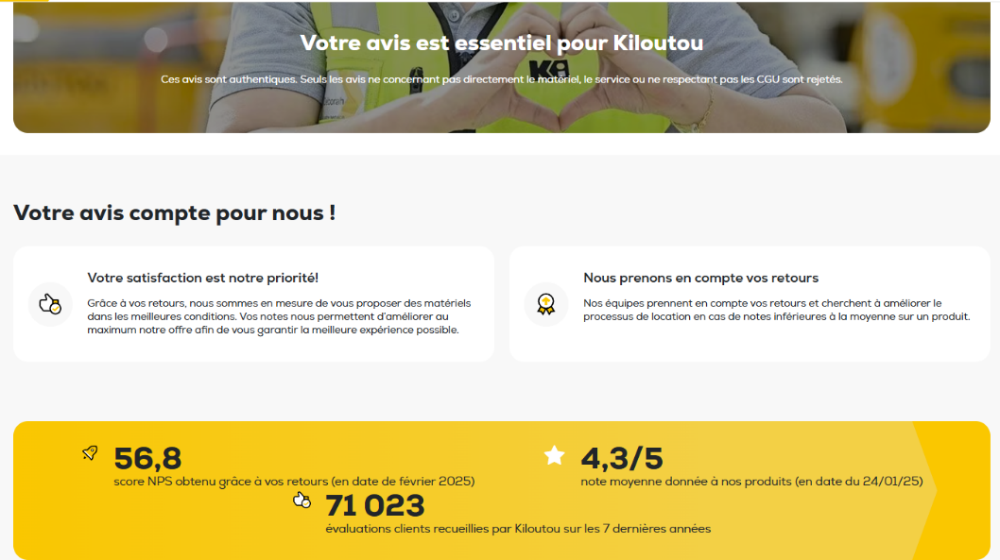 Votre avis est essentiel pour Kiloutou
Ces avis sont authentiques. Seuls les avis ne concernant pas directement le matériel, le service ou ne respectant pas les CGU sont rejetés.
Votre avis compte pour nous !
Votre satisfaction est notre priorité!
Grâce à vos retours, nous sommes en mesure de vous proposer des matériels
dans les meilleures conditions. Vos notes nous permettent d'améliorer au
maximum notre offre afin de vous garantir la meilleure expérience possible.
Nous prenons en compte vos retours
Nos équipes prennent en compte vos retours et cherchent à améliorer le
processus de location en cas de notes inférieures à la moyenne sur un produit.
56,8
score NPS obtenu grâce à vos retours (en date de février 2025)
4,3/5
note moyenne donnée à nos produits (en date du 24/01/25)
71 023
évaluations clients recueillies par Kiloutou sur les 7 dernières années